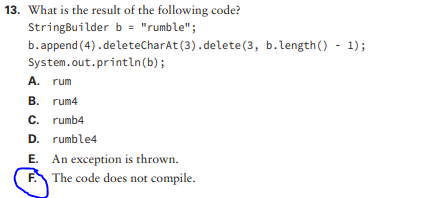 13. What is the result of the following code?
StringBuilder b = "rumble";
b.append(4).deleteCharAt(3).delete(3, b.length() - 1);
System.out.println(b);
A. rum
B. rum4
C. rumb4
D. rumble4
E. An exception is thrown.
F. The code does not compile.